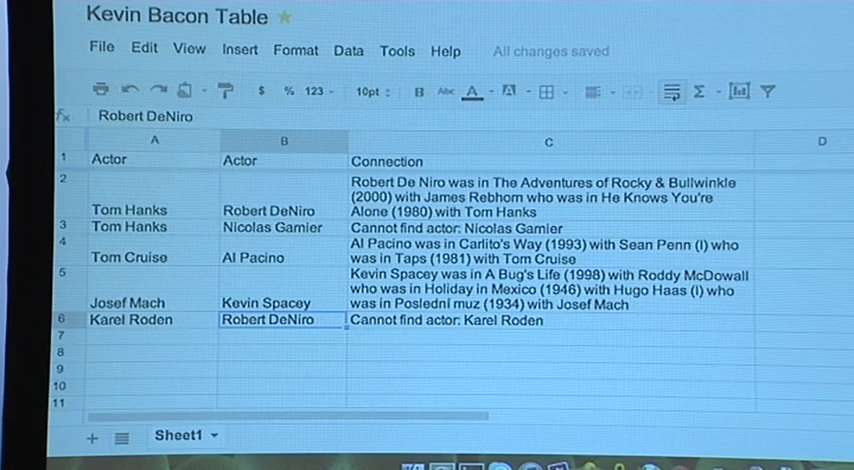 Kevin Bacon Table
File Edit View Insert Format Data Tools Help All changes saved
$ % 123 10pt B Abc A A Σ
fx Robert DeNiro
A B C D
1 Actor Actor Connection
2 Tom Hanks Robert DeNiro Robert De Niro was in The Adventures of Rocky & Bullwinkle
(2000) with James Rebhorn who was in He Knows You're
Alone (1980) with Tom Hanks
3 Tom Hanks Nicolas Garnier Cannot find actor: Nicolas Garnier
4 Tom Cruise Al Pacino Al Pacino was in Carlito's Way (1993) with Sean Penn (I) who
was in Taps (1981) with Tom Cruise
5 Josef Mach Kevin Spacey Kevin Spacey was in A Bug's Life (1998) with Roddy McDowall
who was in Holiday in Mexico (1946) with Hugo Haas (I) who
was in Poslední muz (1934) with Josef Mach
6 Karel Roden Robert DeNiro Cannot find actor: Karel Roden
7
8
9
10
11
+ Sheet1